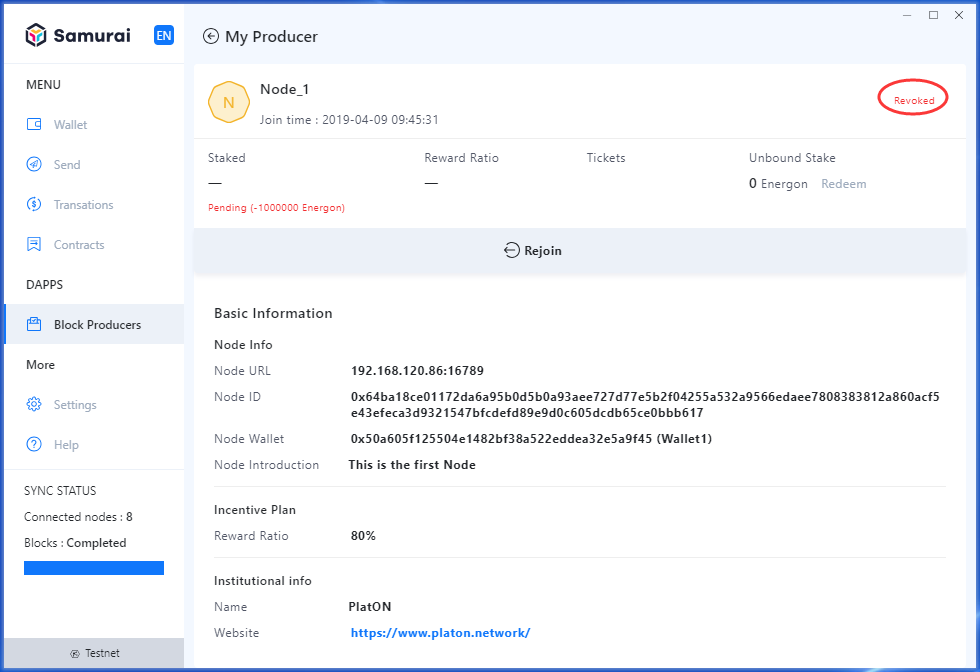 Samurai
EN
My Producer
MENU
Wallet
Send
Transations
Contracts
DAPPS
Block Producers
More
Settings
Help
SYNC STATUS
Connected nodes : 8
Blocks : Completed
Testnet
N
Node_1
Join time : 2019-04-09 09:45:31
Revoked
Staked Reward Ratio Tickets Unbound Stake
— — 0 Energon Redeem
Pending (-1000000 Energon)
Rejoin
Basic Information
Node Info
Node URL 192.168.120.86:16789
Node ID 0x64ba18ce01172da6a95b0d5b0a93aee727d77e5b2f04255a532a9566edaee7808383812a860acf5
e43efeca3d9321547bfcdefd89e9d0c605dcdb65ce0bbb617
Node Wallet 0x50a605f125504e1482bf38a522eddea32e5a9f45 (Wallet1)
Node Introduction This is the first Node
Incentive Plan
Reward Ratio 80%
Institutional info
Name PlatON
Website https://www.platon.network/